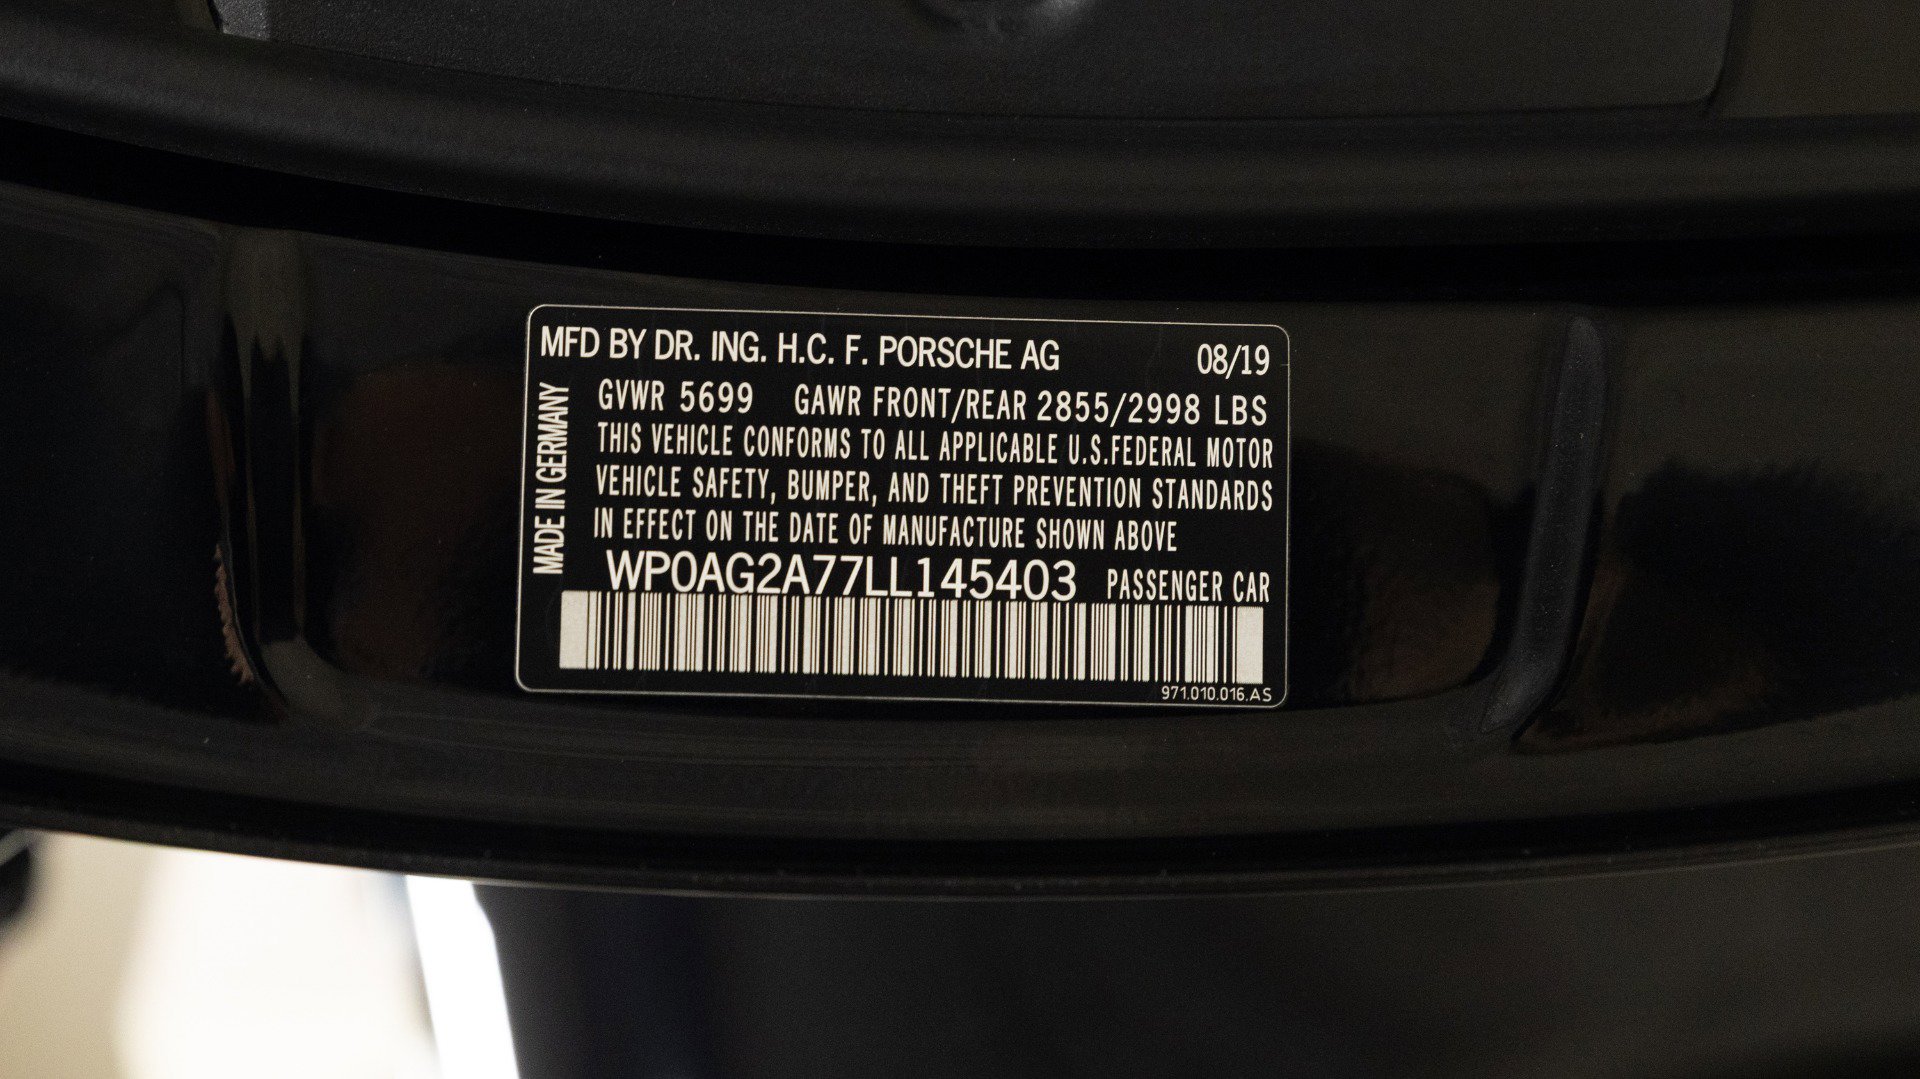 MFD BY DR. ING. H.C. F. PORSCHE AG 08/19
GVWR 5699 GAWR FRONT/REAR 2855/2998 LBS
THIS VEHICLE CONFORMS TO ALL APPLICABLE U.S.FEDERAL MOTOR
VEHICLE SAFETY, BUMPER, AND THEFT PREVENTION STANDARDS
IN EFFECT ON THE DATE OF MANUFACTURE SHOWN ABOVE
MADE IN GERMANY
WP0AG2A77LL145403 PASSENGER CAR
971.010.016.AS